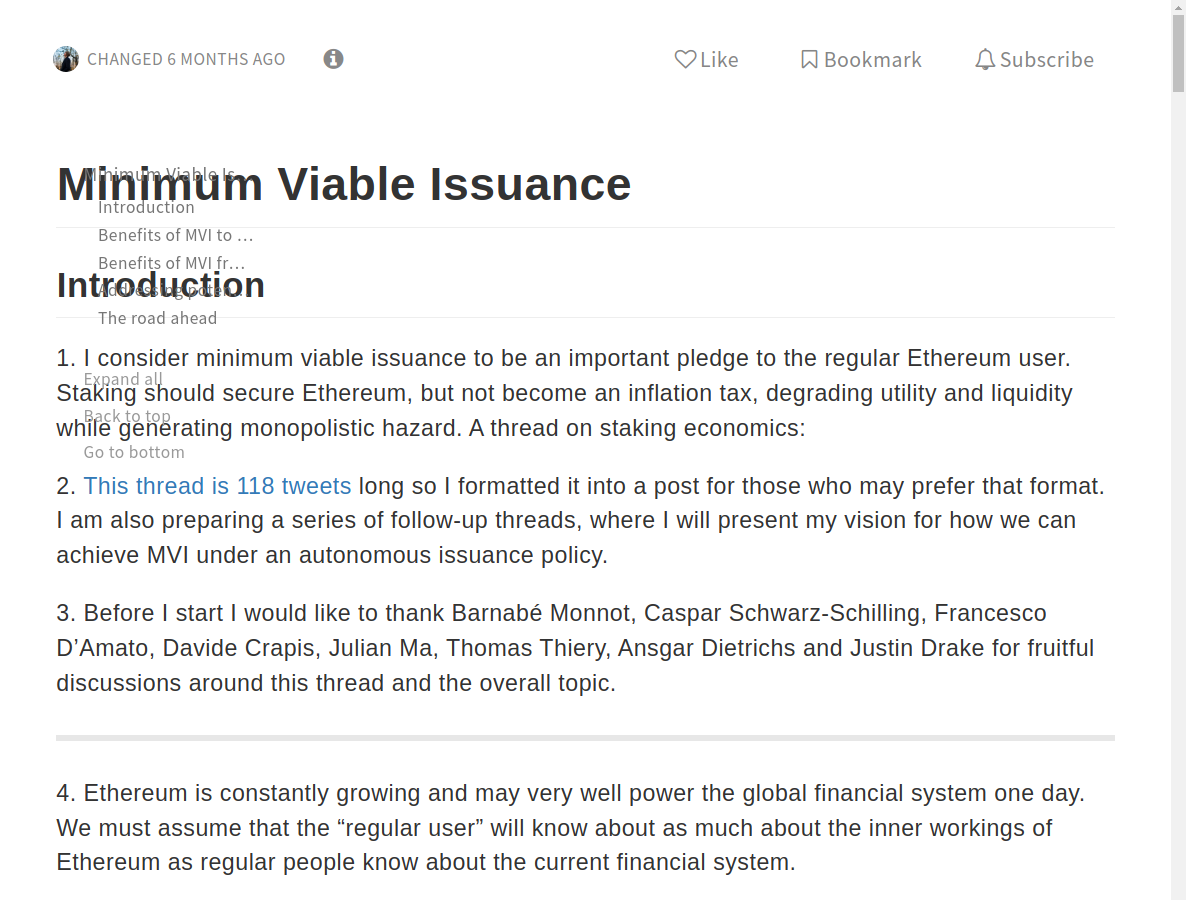 CHANGED 6 MONTHS AGO
Like
Bookmark
Subscribe
Minimum Viable Issuance
Minimum Viable Is…
Introduction
Benefits of MVI to …
Benefits of MVI fr…
Addressing poten…
The road ahead
Expand all
Back to top
Go to bottom
Introduction
1. I consider minimum viable issuance to be an important pledge to the regular Ethereum user.
Staking should secure Ethereum, but not become an inflation tax, degrading utility and liquidity
while generating monopolistic hazard. A thread on staking economics:
2. This thread is 118 tweets long so I formatted it into a post for those who may prefer that format.
I am also preparing a series of follow-up threads, where I will present my vision for how we can
achieve MVI under an autonomous issuance policy.
3. Before I start I would like to thank Barnabé Monnot, Caspar Schwarz-Schilling, Francesco
D’Amato, Davide Crapis, Julian Ma, Thomas Thiery, Ansgar Dietrichs and Justin Drake for fruitful
discussions around this thread and the overall topic.
4. Ethereum is constantly growing and may very well power the global financial system one day.
We must assume that the “regular user” will know about as much about the inner workings of
Ethereum as regular people know about the current financial system.